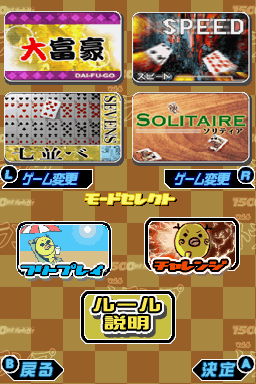 大富豪
DAI-FU-GO
SPEED
スピード
SEVENS
七並べ
SOLITAIRE
ソリティア
L ゲーム変更
ゲーム変更 R
モードセレクト
フリープレイ
チャレンジ
ルール
説明
B 戻る
決定 A